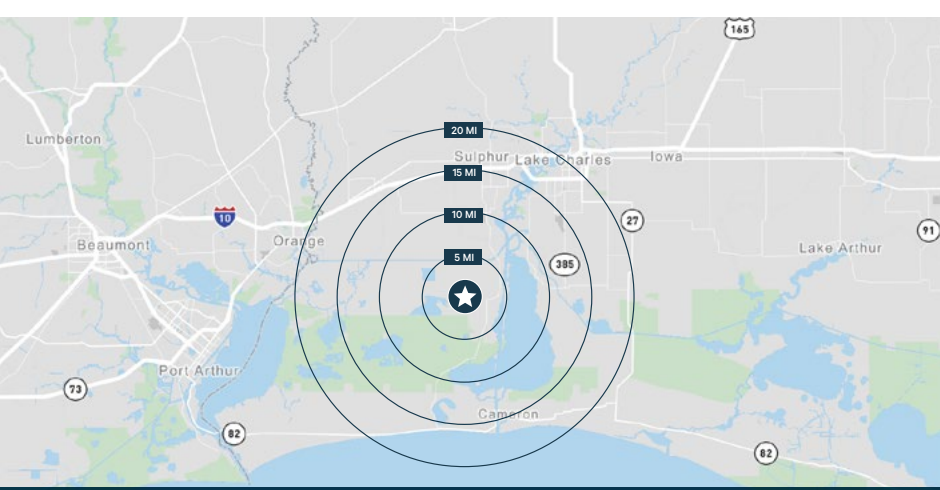 165
20 MI
Lumberton
Sulphur
Lake Charles
Iowa
15 MI
10 MI
10
27
91
Beaumont
Orange
Lake Arthur
5 MI
385
Port Arthur
73
Cameron
82
82